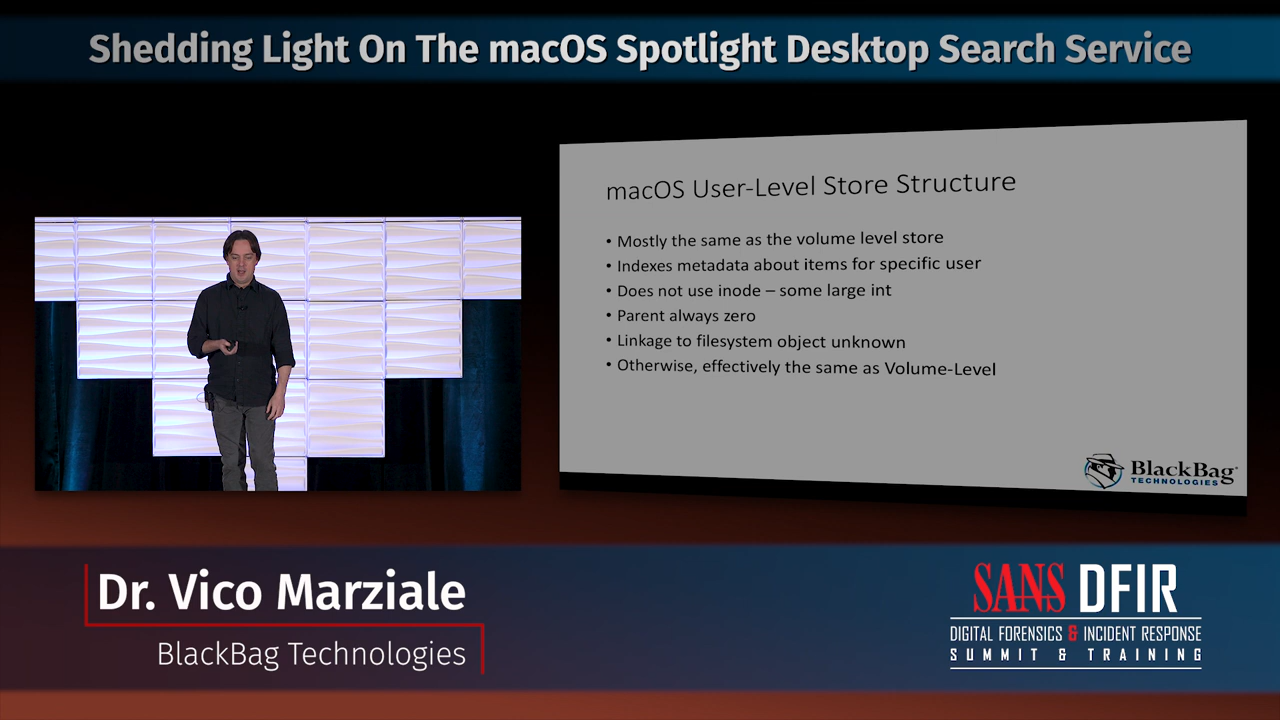 Shedding Light On The macOS Spotlight Desktop Search Service
macOS User-Level Store Structure
• Mostly the same as the volume level store
• Indexes metadata about items for specific user
• Does not use inode – some large int
• Parent always zero
• Linkage to filesystem object unknown
• Otherwise, effectively the same as Volume-Level
BlackBag
TECHNOLOGIES
Dr. Vico Marziale
BlackBag Technologies
SANS DFIR
DIGITAL FORENSICS & INCIDENT RESPONSE
SUMMIT & TRAINING